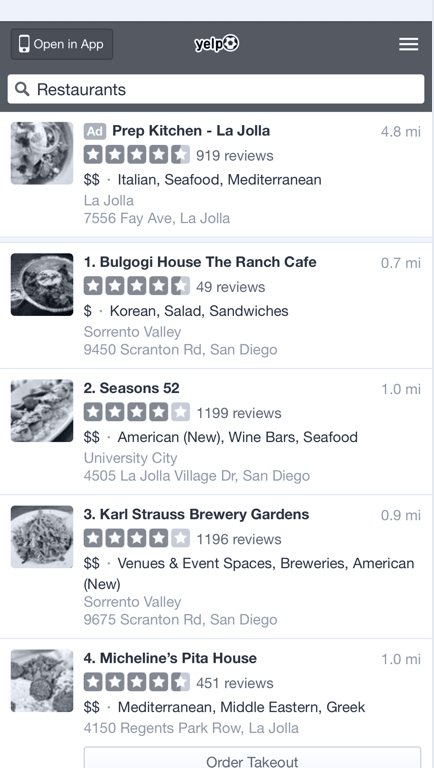 Open in App
yelp
Restaurants
Ad Prep Kitchen - La Jolla 4.8 mi
919 reviews
$$ · Italian, Seafood, Mediterranean
La Jolla
7556 Fay Ave, La Jolla
1. Bulgogi House The Ranch Cafe 0.7 mi
49 reviews
$ · Korean, Salad, Sandwiches
Sorrento Valley
9450 Scranton Rd, San Diego
2. Seasons 52 1.0 mi
1199 reviews
$$ · American (New), Wine Bars, Seafood
University City
4505 La Jolla Village Dr, San Diego
3. Karl Strauss Brewery Gardens 0.9 mi
1196 reviews
$$ · Venues & Event Spaces, Breweries, American
(New)
Sorrento Valley
9675 Scranton Rd, San Diego
4. Micheline’s Pita House 1.0 mi
451 reviews
$$ · Mediterranean, Middle Eastern, Greek
4150 Regents Park Row, La Jolla
Order Takeout